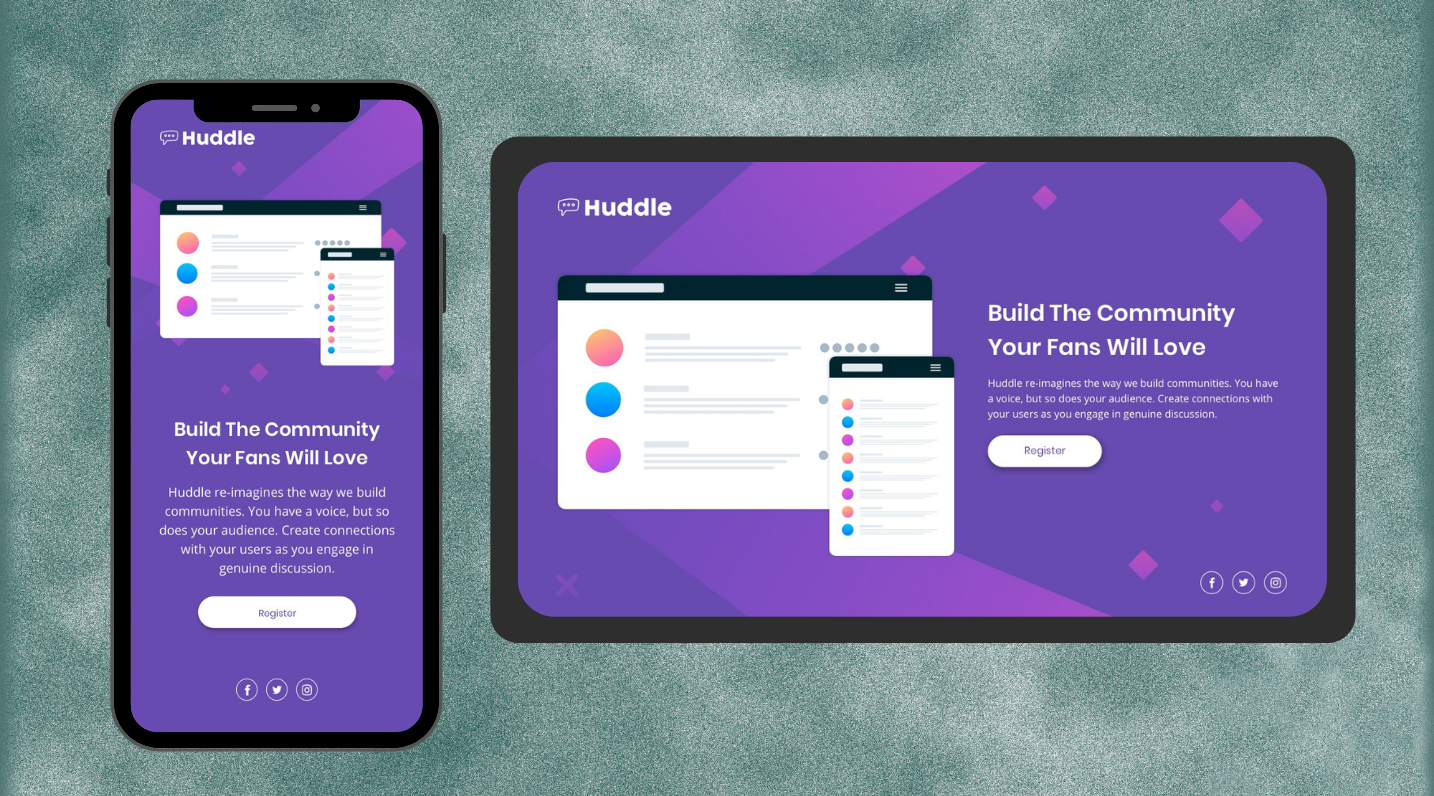 Huddle
Build The Community
Your Fans Will Love
Huddle re-imagines the way we build
communities. You have a voice, but so
does your audience. Create connections
with your users as you engage in
genuine discussion.
Register
Huddle
Build The Community
Your Fans Will Love
Huddle re-imagines the way we build communities. You have
a voice, but so does your audience. Create connections with
your users as you engage in genuine discussion.
Register